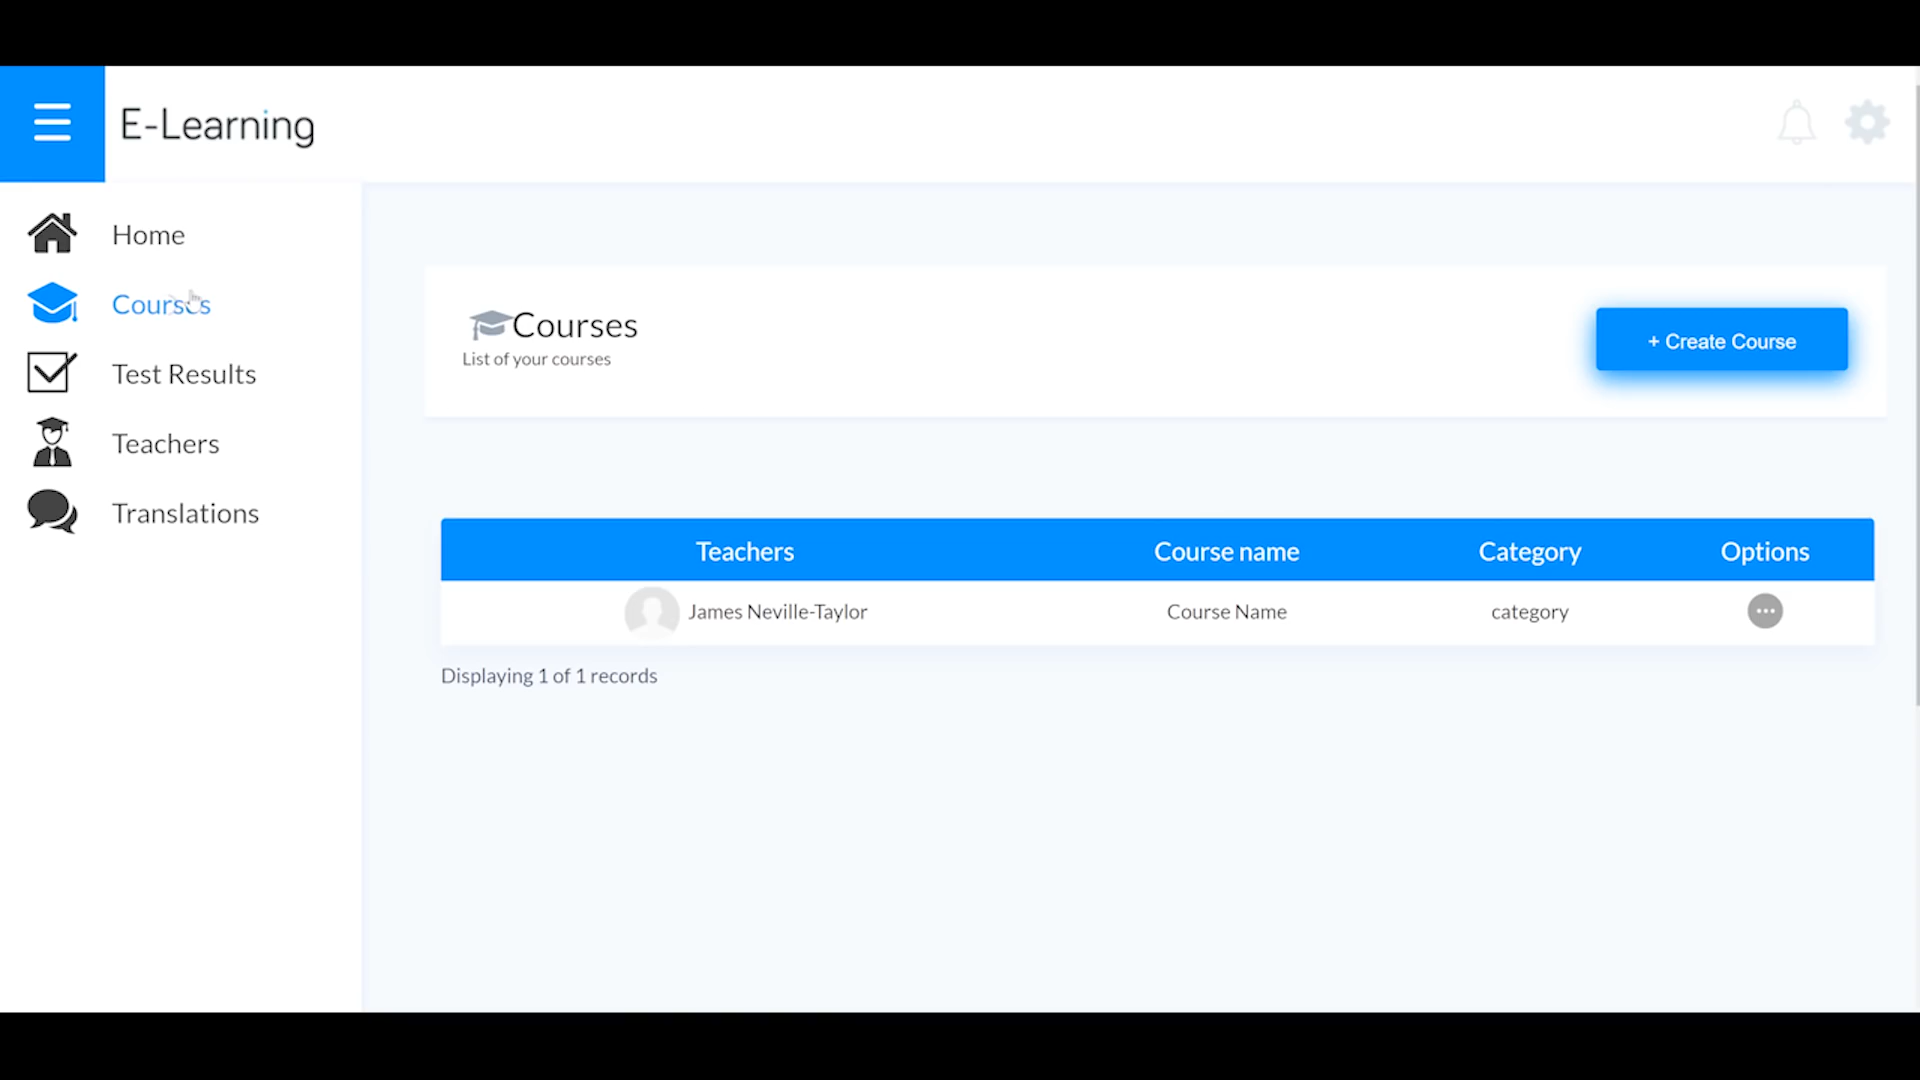 E-Learning
Home
Courses
Test Results
Teachers
Translations
Courses
List of your courses
+ Create Course
Teachers Course name Category Options
James Neville-Taylor Course Name category
Displaying 1 of 1 records